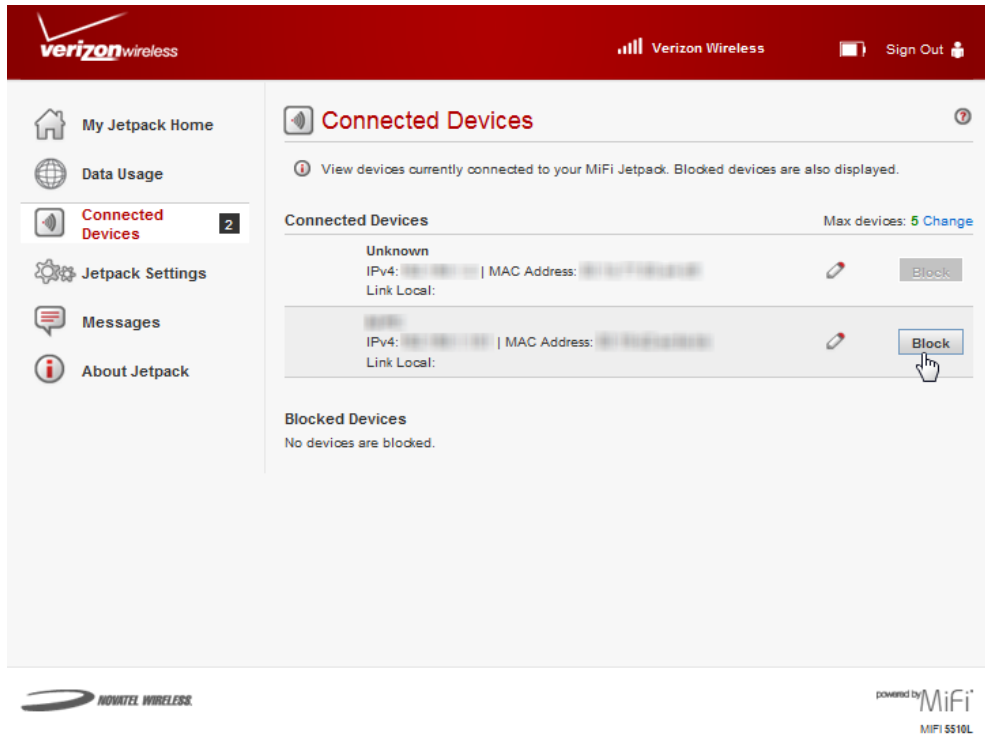 verizonwireless
Verizon Wireless
Sign Out
My Jetpack Home
Data Usage
Connected Devices
2
Jetpack Settings
Messages
About Jetpack
Connected Devices
?
View devices currently connected to your MiFi Jetpack. Blocked devices are also displayed.
Connected Devices
Max devices: 5 Change
Unknown
IPv4: | MAC Address:
Link Local:
Block
IPv4: | MAC Address:
Link Local:
Block
Blocked Devices
No devices are blocked.
NOVATEL WIRELESS.
powered by MiFi
MIFI 5510L